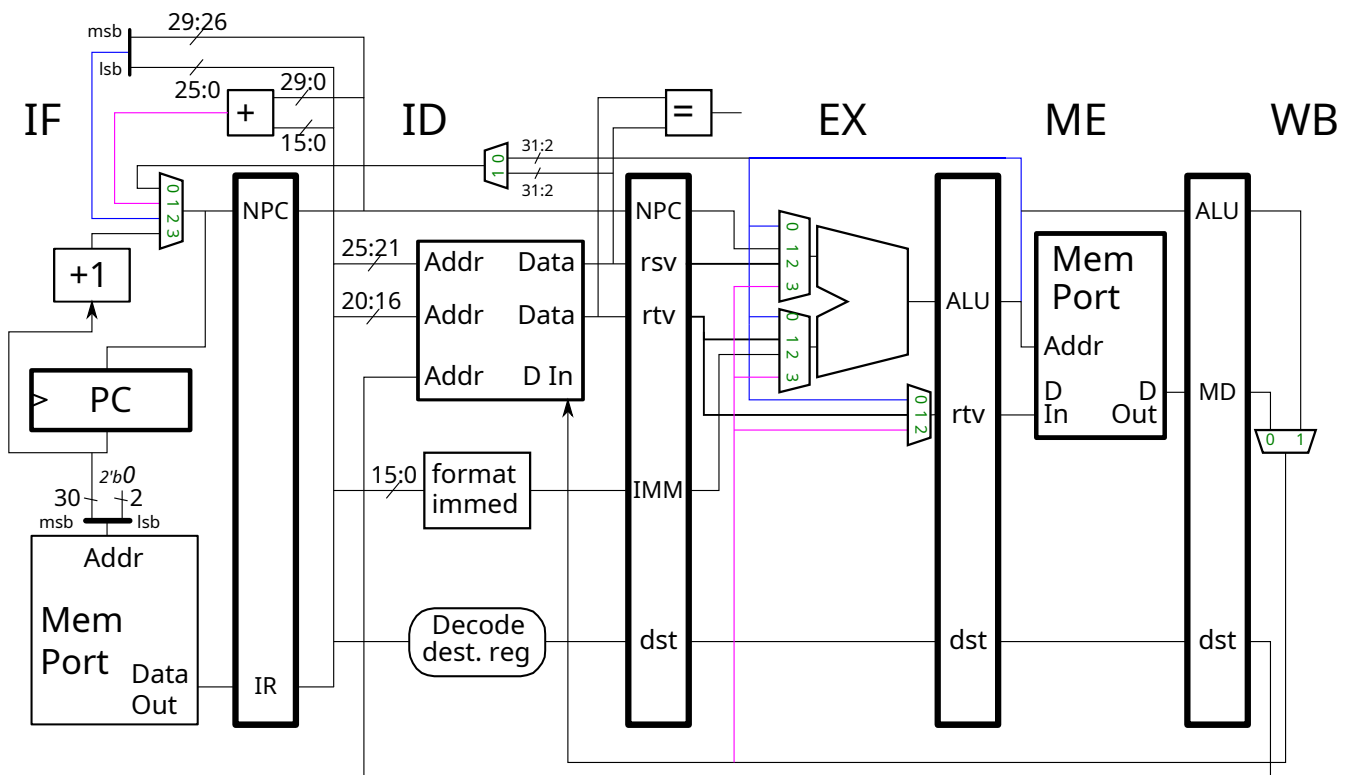 29:26
msb
lsb
25:0
29:0
+
15:0
=
IF
ID
EX
ME
WB
31:2
0
1
31:2
0
1
2
3
NPC
NPC
ALU
+1
25:21
Addr
Data
rsv
20:16
Addr
Data
rtv
Addr
D In
0
1
2
3
0
1
2
3
ALU
Mem
Port
Addr
D
In
D
Out
MD
PC
0
1
2
rtv
0
1
2'b0
30
2
msb
lsb
15:0
format
immed
IMM
Addr
Mem
Port
Data
Out
IR
Decode
dest. reg
dst
dst
dst